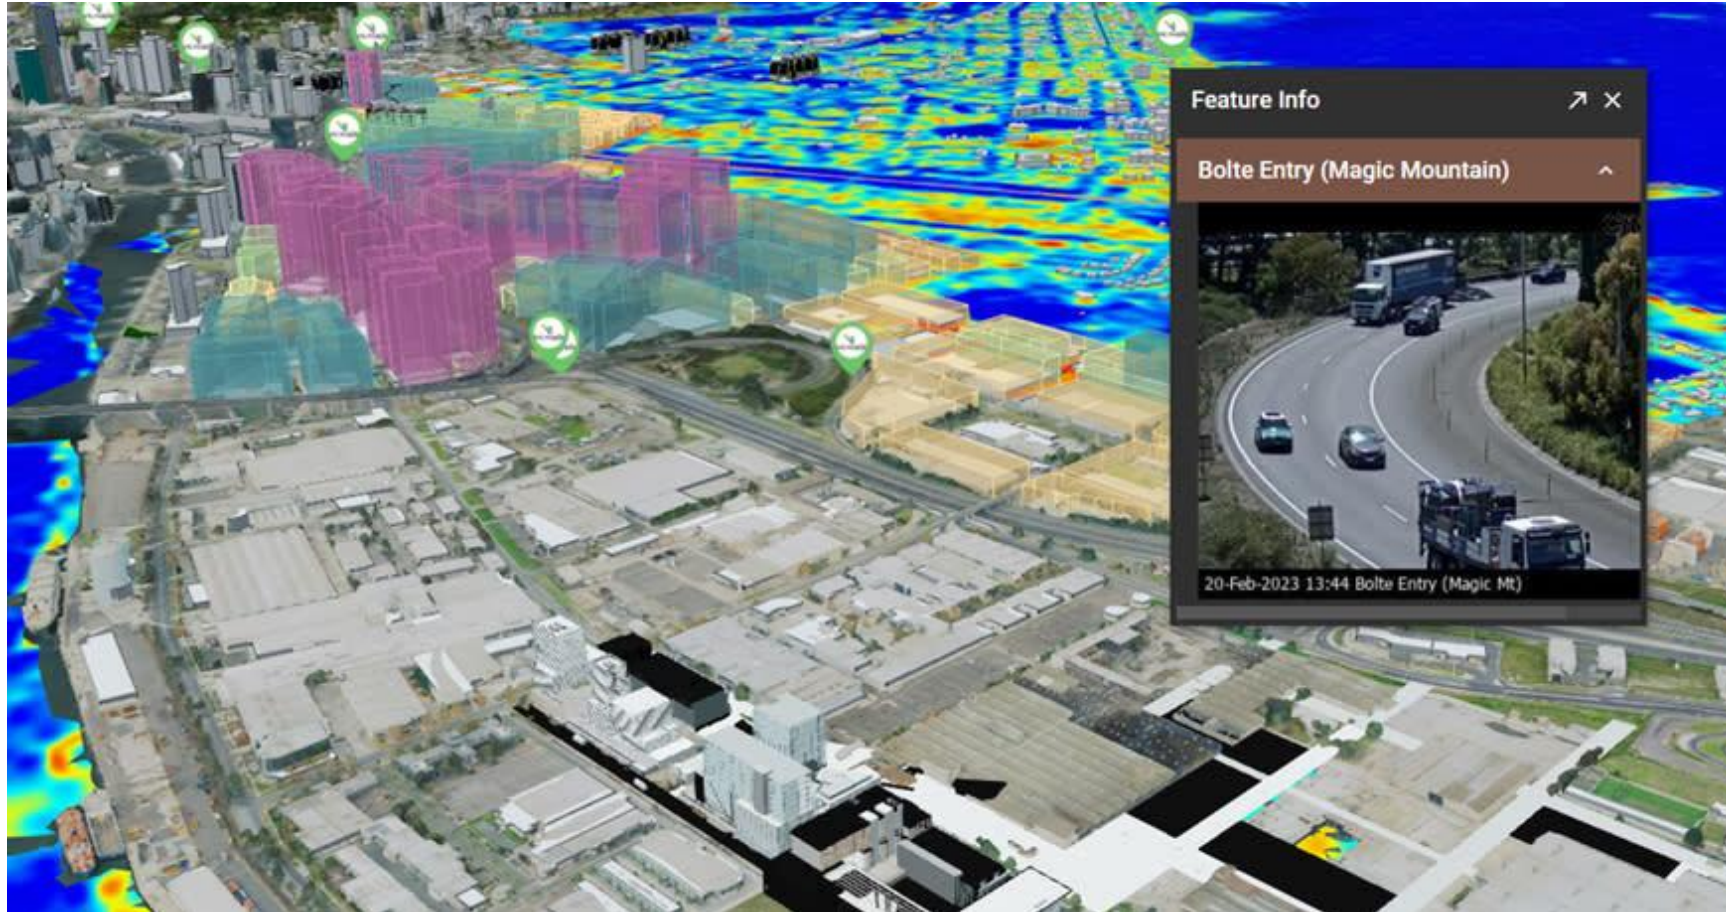 Feature Info
Bolte Entry (Magic Mountain)
20-Feb-2023 13:44 Bolte Entry (Magic Mt)